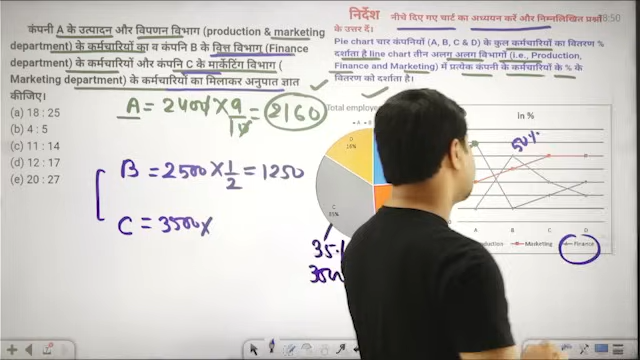 कंपनी A के उत्पादन और विपणन विभाग (production & marketing
department) के कर्मचारियों का व कंपनि B के वित्त विभाग (Finance
department) के कर्मचारियों और कंपनि C के मार्केटिंग विभाग (
Marketing department) के कर्मचारियों का मिलाकर अनुपात ज्ञात
कीजिए।
(a) 18 : 25
(b) 4 : 5
(c) 11 : 14
(d) 12 : 17
(e) 20 : 27
A = 2400 × 9/10 = 2160
B = 2500 × 1/2 = 1250
C = 3500 ×
निर्देश नीचे दिए गए चार्ट का अध्ययन करें और निम्नलिखित प्रश्नों
के उत्तर दें।
Pie chart चार कंपनियों (A, B, C & D) के कुल कर्मचारियों का वितरण %
दर्शाता है line chart तीन अलग अलग विभागों (i.e., Production,
Finance and Marketing) में प्रत्येक कंपनी के कर्मचारियों के % के
वितरण को दर्शाता है।
Total employe
A B
D
C
35%
in %
50%
B C D
Marketing Finance